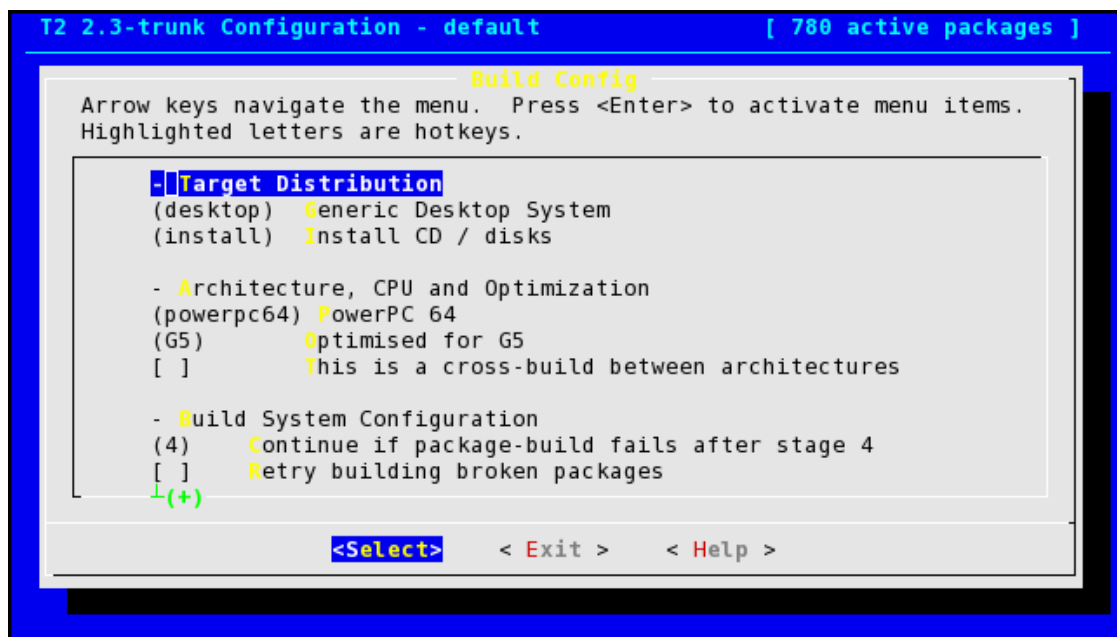 T2 2.3-trunk Configuration - default [ 780 active packages ]
Build Config
Arrow keys navigate the menu. Press <Enter> to activate menu items.
Highlighted letters are hotkeys.
- Target Distribution
(desktop) Generic Desktop System
(install) Install CD / disks
- Architecture, CPU and Optimization
(powerpc64) PowerPC 64
(G5) Optimised for G5
[ ] This is a cross-build between architectures
- Build System Configuration
(4) Continue if package-build fails after stage 4
[ ] Retry building broken packages
(+)
<Select> < Exit > < Help >